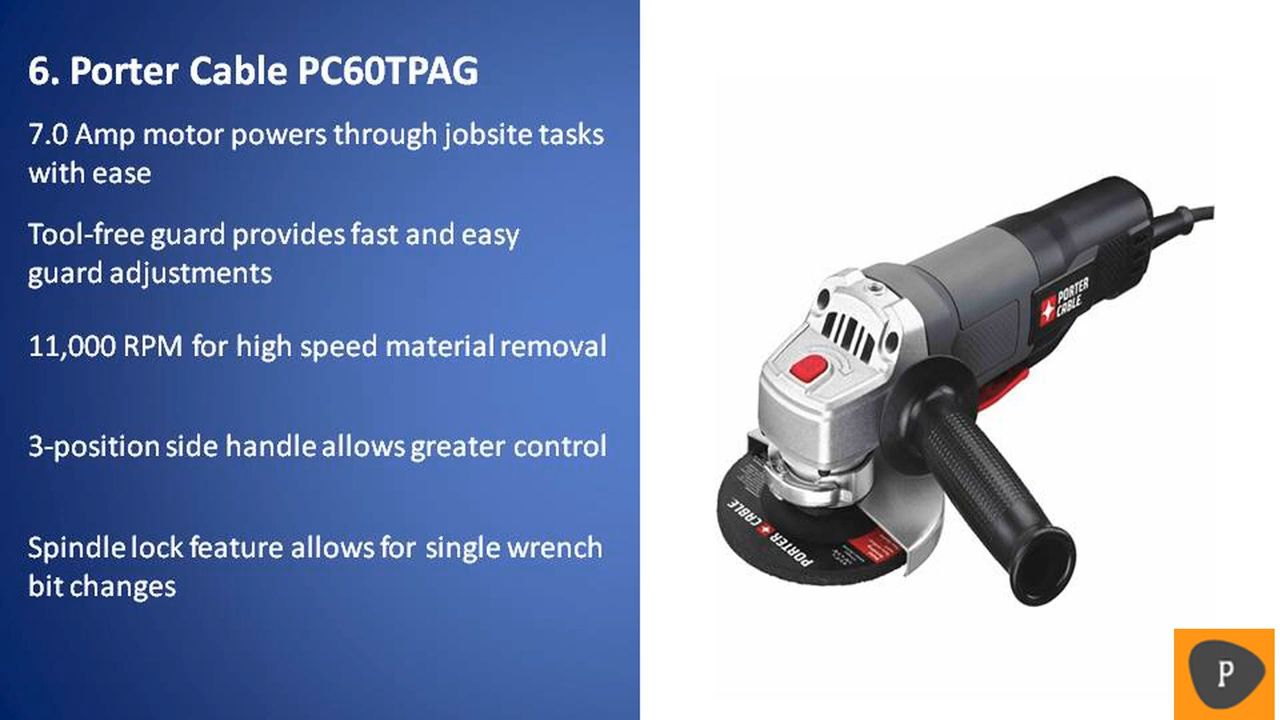 6. Porter Cable PC60TPAG
7.0 Amp motor powers through jobsite tasks
with ease
Tool-free guard provides fast and easy
guard adjustments
11,000 RPM for high speed material removal
3-position side handle allows greater control
Spindle lock feature allows for single wrench
bit changes
PORTER
CABLE
PORTER CABLE
P